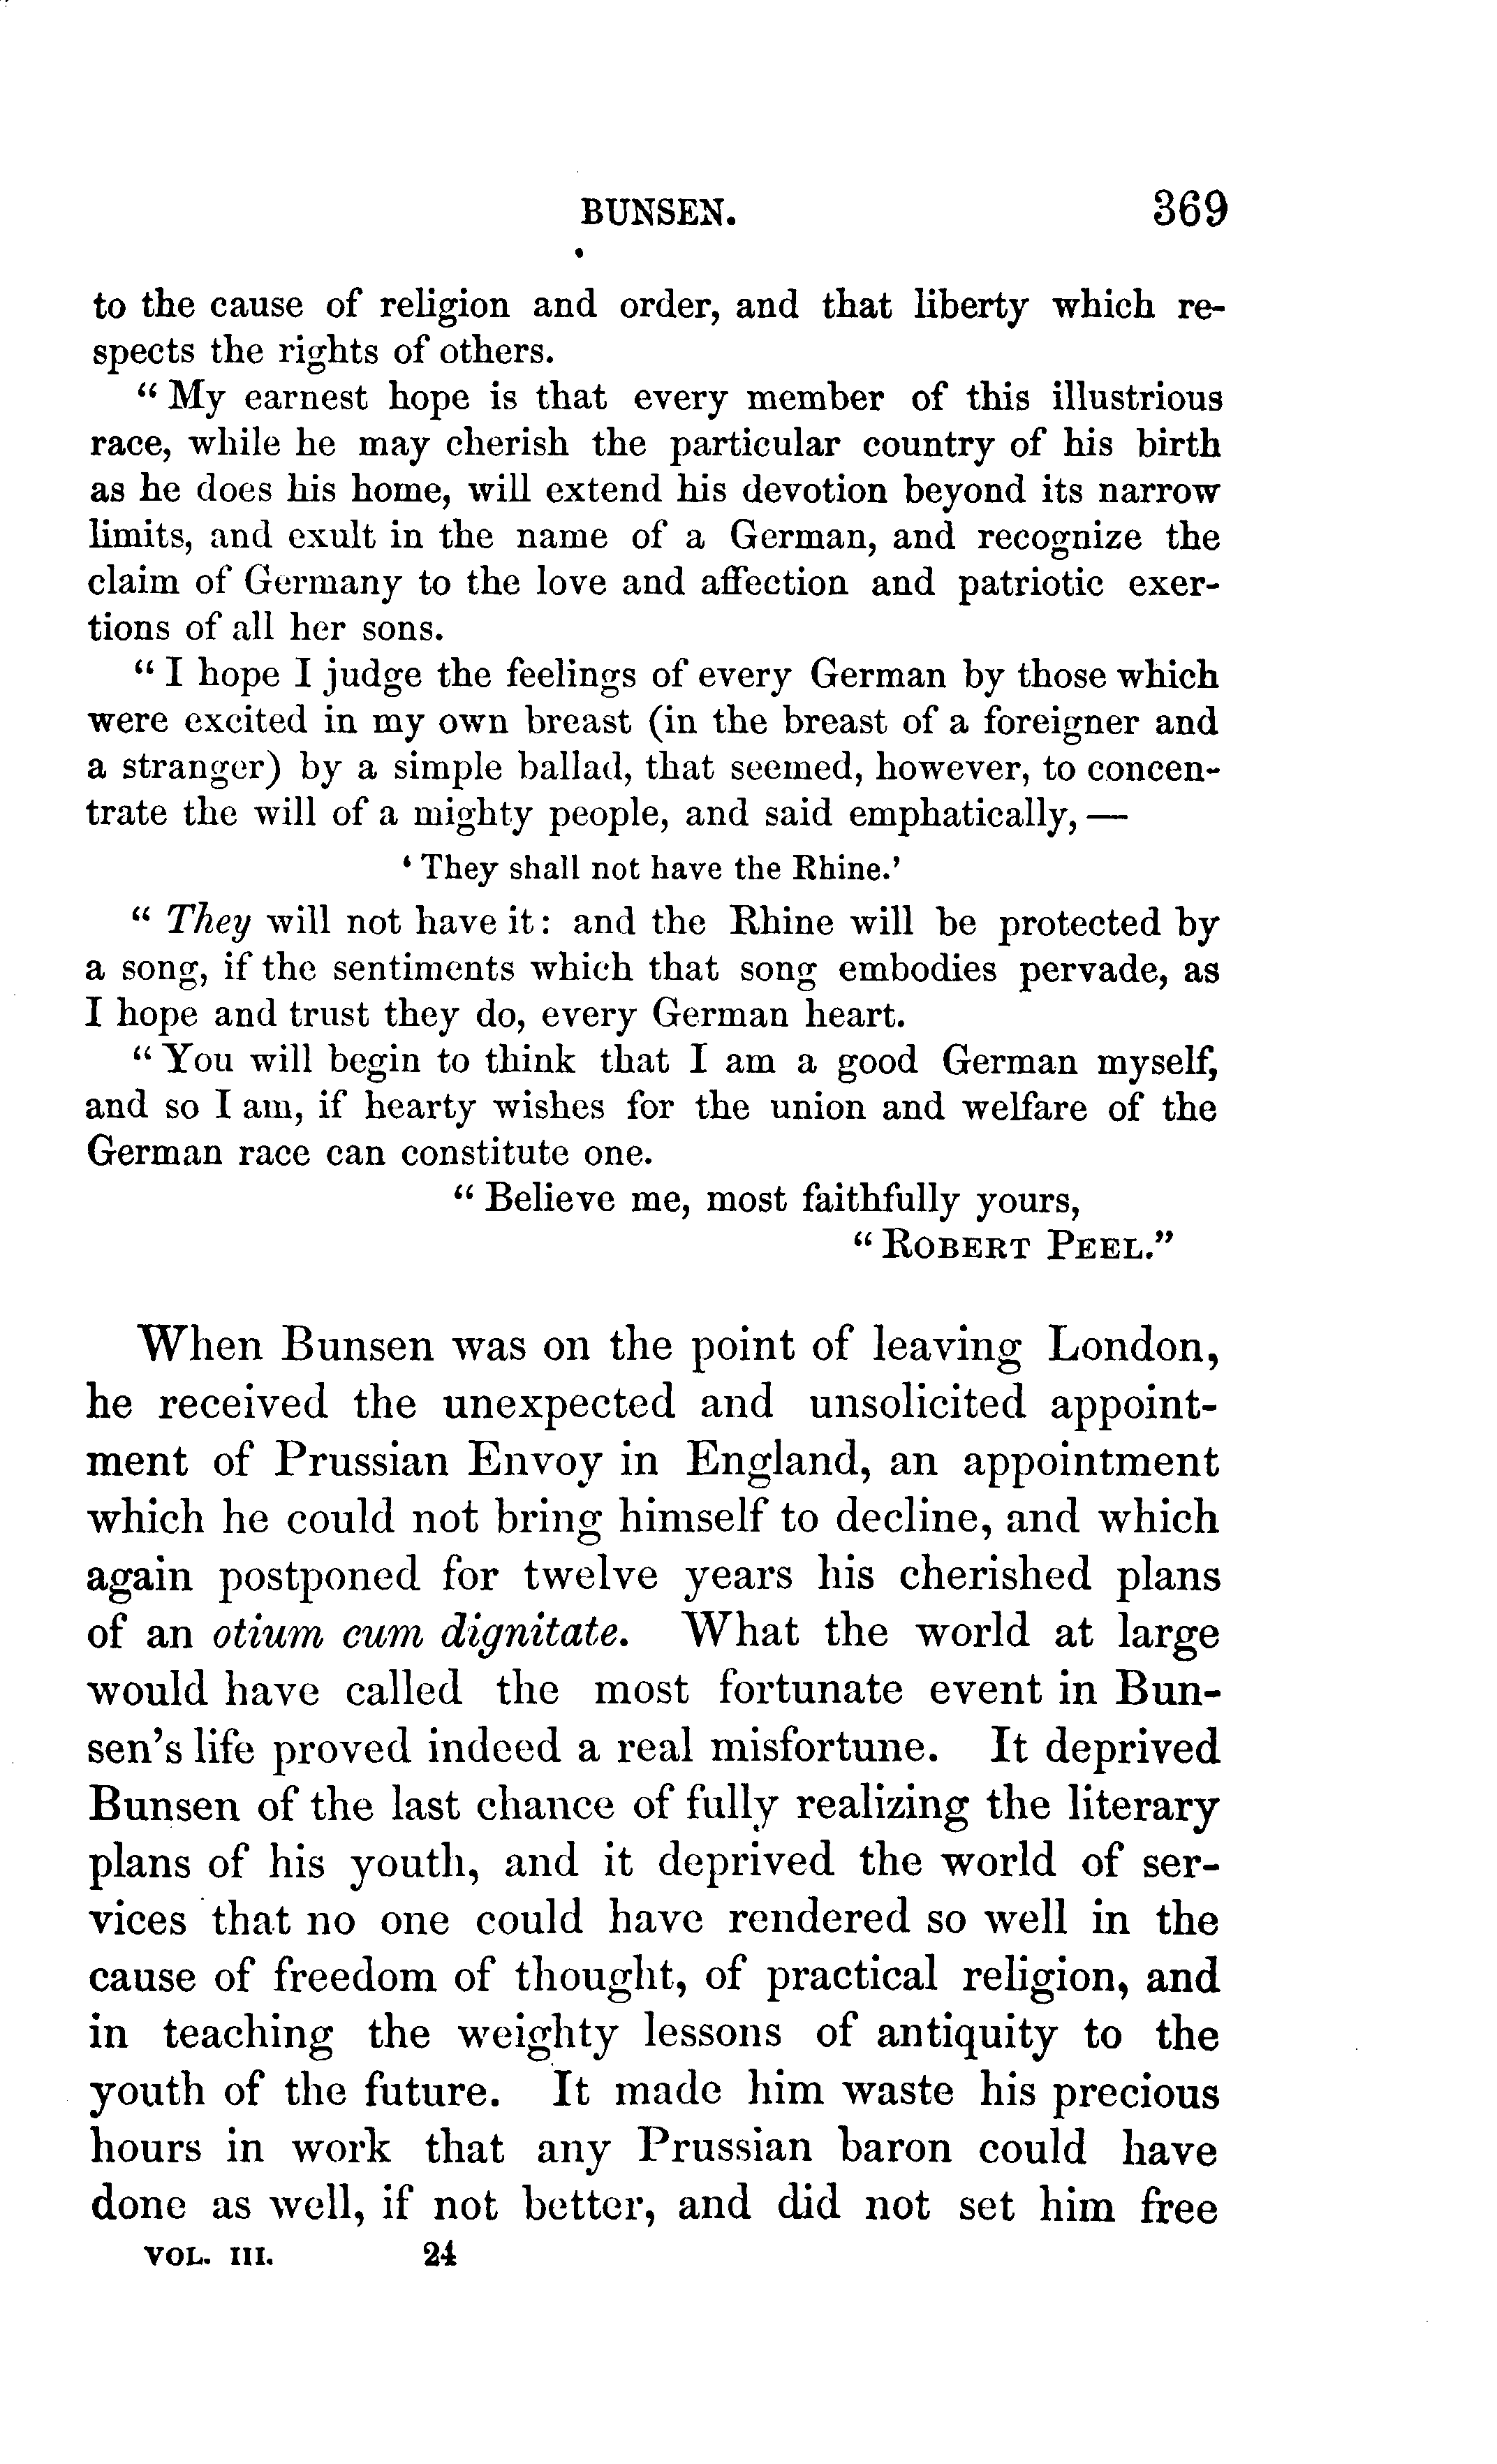 BUNSEN. 369
to the cause of religion and order, and that liberty which re-
spects the rights of others.
“ My earnest hope is that every member of this illustrious
race, while he may cherish the particular country of his birth
as he does his home, will extend his devotion beyond its narrow
limits, and exult in the name of a German, and recognize the
claim of Germany to the love and affection and patriotic exer-
tions of all her sons.
“ I hope I judge the feelings of every German by those which
were excited in my own breast (in the breast of a foreigner and
a stranger) by a simple ballad, that seemed, however, to concen-
trate the will of a mighty people, and said emphatically, —
‘ They shall not have the Rhine.’
“ They will not have it: and the Rhine will be protected by
a song, if the sentiments which that song embodies pervade, as
I hope and trust they do, every German heart.
“ You will begin to think that I am a good German myself,
and so I am, if hearty wishes for the union and welfare of the
German race can constitute one.
“ Believe me, most faithfully yours,
“ ROBERT PEEL.”
When Bunsen was on the point of leaving London,
he received the unexpected and unsolicited appoint-
ment of Prussian Envoy in England, an appointment
which he could not bring himself to decline, and which
again postponed for twelve years his cherished plans
of an otium cum dignitate. What the world at large
would have called the most fortunate event in Bun-
sen’s life proved indeed a real misfortune. It deprived
Bunsen of the last chance of fully realizing the literary
plans of his youth, and it deprived the world of ser-
vices that no one could have rendered so well in the
cause of freedom of thought, of practical religion, and
in teaching the weighty lessons of antiquity to the
youth of the future. It made him waste his precious
hours in work that any Prussian baron could have
done as well, if not better, and did not set him free
VOL. III. 24